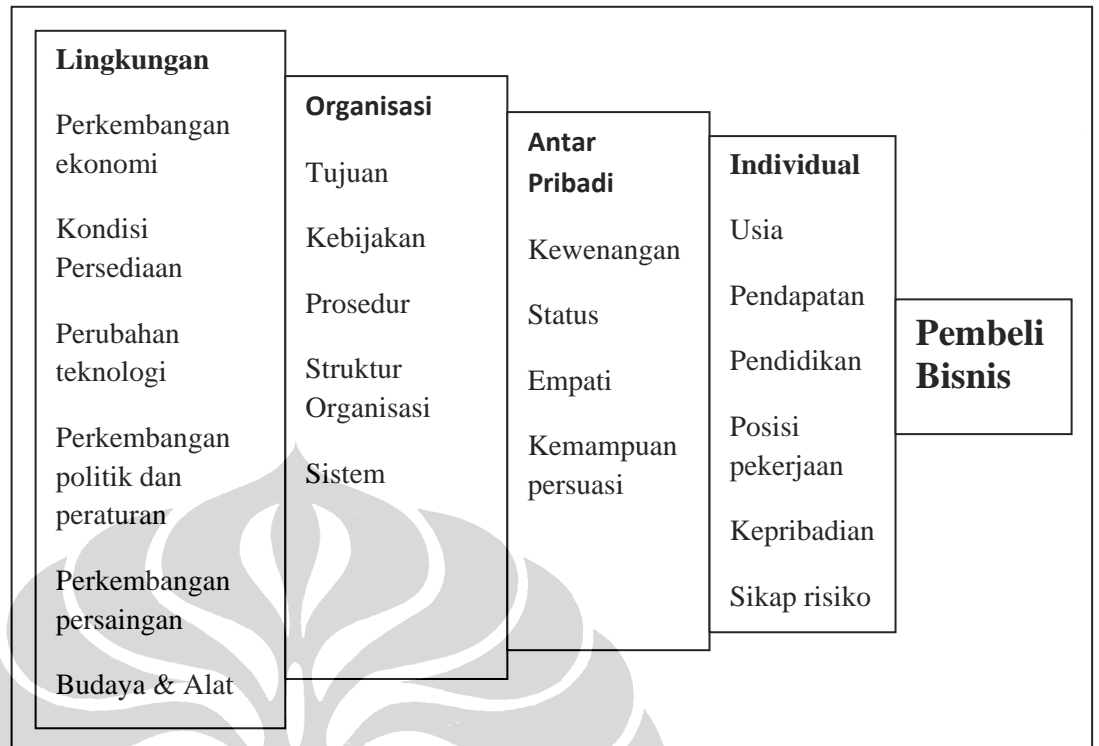 Lingkungan
Perkembangan
ekonomi
Kondisi
Persediaan
Perubahan
teknologi
Perkembangan
politik dan
peraturan
Perkembangan
persaingan
Budaya & Alat
Organisasi
Tujuan
Kebijakan
Prosedur
Struktur
Organisasi
Sistem
Antar
Pribadi
Kewenangan
Status
Empati
Kemampuan
persuasi
Individual
Usia
Pendapatan
Pendidikan
Posisi
pekerjaan
Kepribadian
Sikap risiko
Pembeli
Bisnis